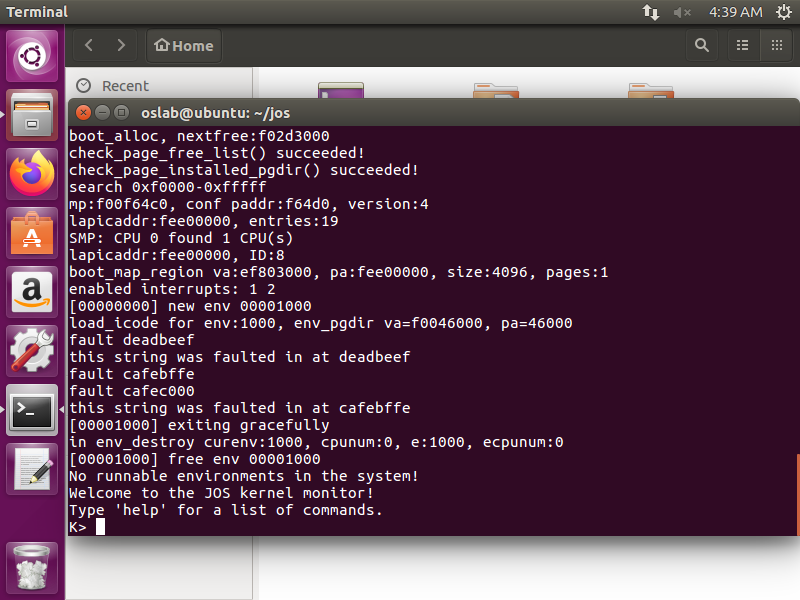 Terminal
4:39 AM
Home
Recent
oslab@ubuntu: ~/jos
boot_alloc, nextfree:f02d3000
check_page_free_list() succeeded!
check_page_installed_pgdir() succeeded!
search 0xf0000-0xfffff
mp:f00f64c0, conf paddr:f64d0, version:4
lapicaddr:fee00000, entries:19
SMP: CPU 0 found 1 CPU(s)
lapicaddr:fee00000, ID:8
boot_map_region va:ef803000, pa:fee00000, size:4096, pages:1
enabled interrupts: 1 2
[00000000] new env 00001000
load_icode for env:1000, env_pgdir va=f0046000, pa=46000
fault deadbeef
this string was faulted in at deadbeef
fault cafebffe
fault cafec000
this string was faulted in at cafebffe
[00001000] exiting gracefully
in env_destroy curenv:1000, cpunum:0, e:1000, ecpunum:0
[00001000] free env 00001000
No runnable environments in the system!
Welcome to the JOS kernel monitor!
Type 'help' for a list of commands.
K>